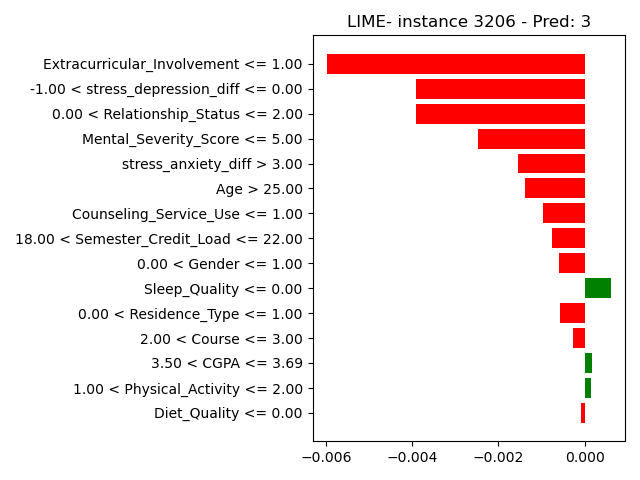 LIME- instance 3206 - Pred: 3
Extracurricular_Involvement <= 1.00
-1.00 < stress_depression_diff <= 0.00
0.00 < Relationship_Status <= 2.00
Mental_Severity_Score <= 5.00
stress_anxiety_diff > 3.00
Age > 25.00
Counseling_Service_Use <= 1.00
18.00 < Semester_Credit_Load <= 22.00
0.00 < Gender <= 1.00
Sleep_Quality <= 0.00
0.00 < Residence_Type <= 1.00
2.00 < Course <= 3.00
3.50 < CGPA <= 3.69
1.00 < Physical_Activity <= 2.00
Diet_Quality <= 0.00
−0.006 −0.004 −0.002 0.000